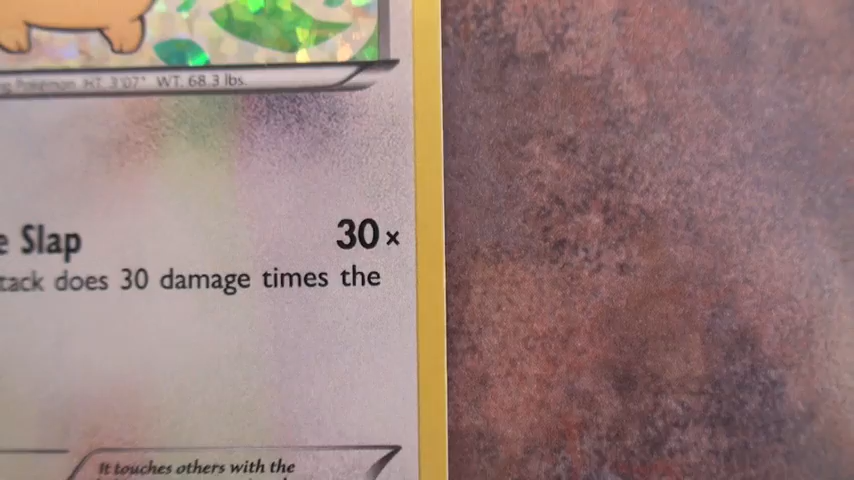 Pokémon HT. 3'07" WT. 68.3 lbs.
e Slap 30×
tack does 30 damage times the
It touches others with the